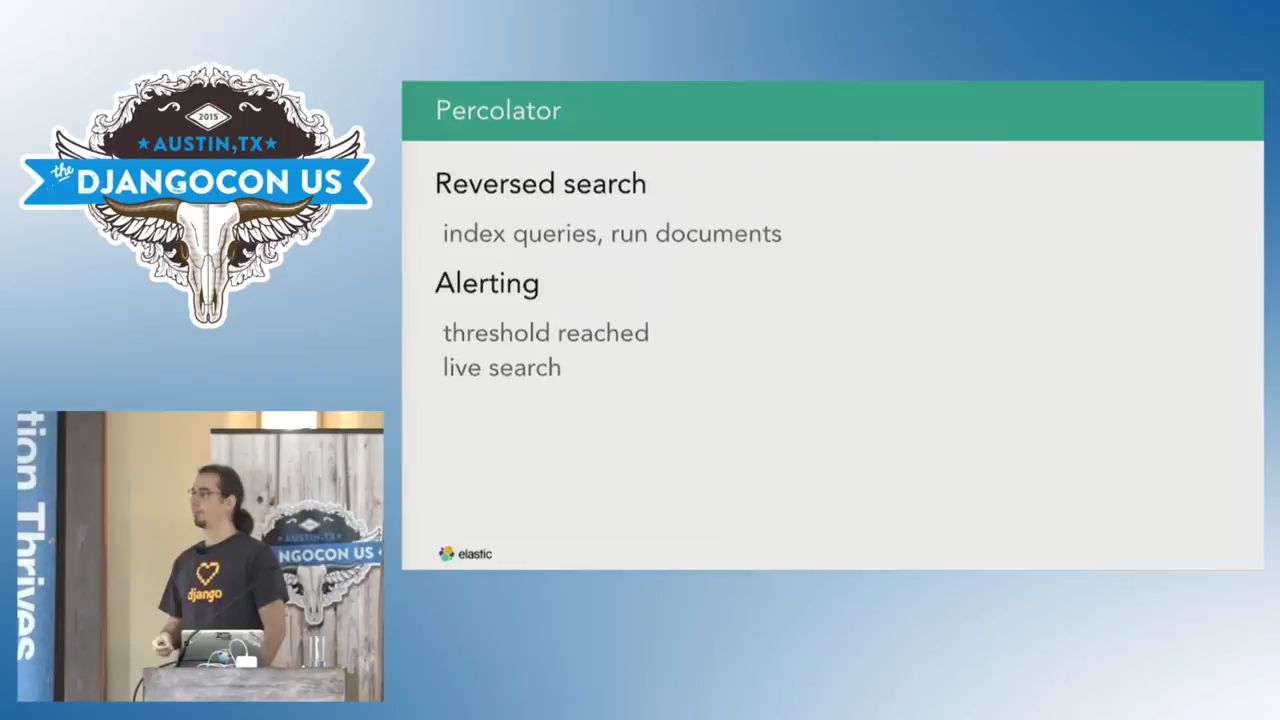 2015
AUSTIN, TX
the
DJANGOCON US
Percolator
Reversed search
index queries, run documents
Alerting
threshold reached
live search
elastic
tion Thrives
django
AUSTIN, TX
NGOCON US